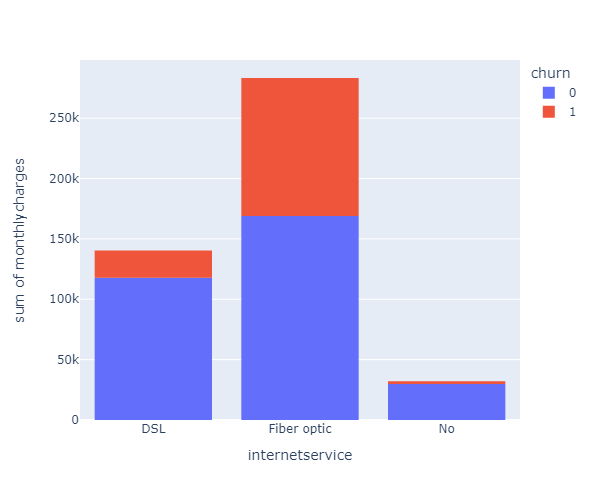 churn
0
1
250k
200k
150k
100k
50k
0
sum of monthlycharges
DSL
Fiber optic
No
internetservice